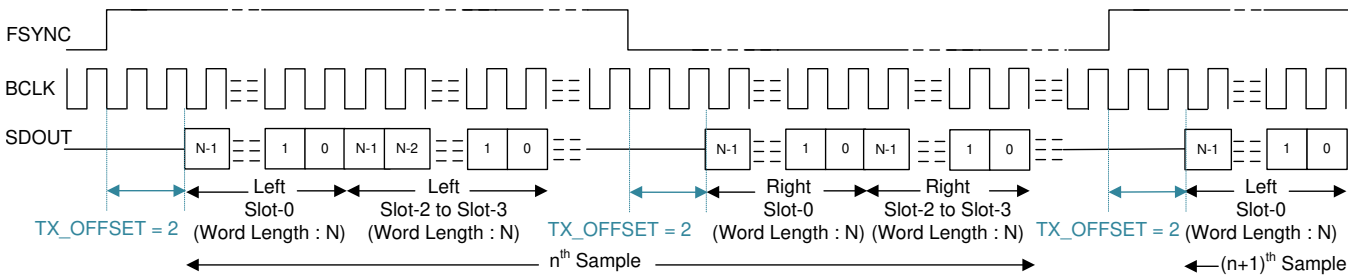 FSYNC
BCLK
SDOUT
N-1 1 0 N-1 N-2 1 0 N-1 1 0 N-1 1 0 N-1 1 0
Left Left Right Right Left
Slot-0 Slot-2 to Slot-3 Slot-0 Slot-2 to Slot-3 Slot-0
TX_OFFSET = 2 (Word Length : N) (Word Length : N) TX_OFFSET = 2 (Word Length : N) (Word Length : N) TX_OFFSET = 2 (Word Length : N)
nth Sample (n+1)th Sample